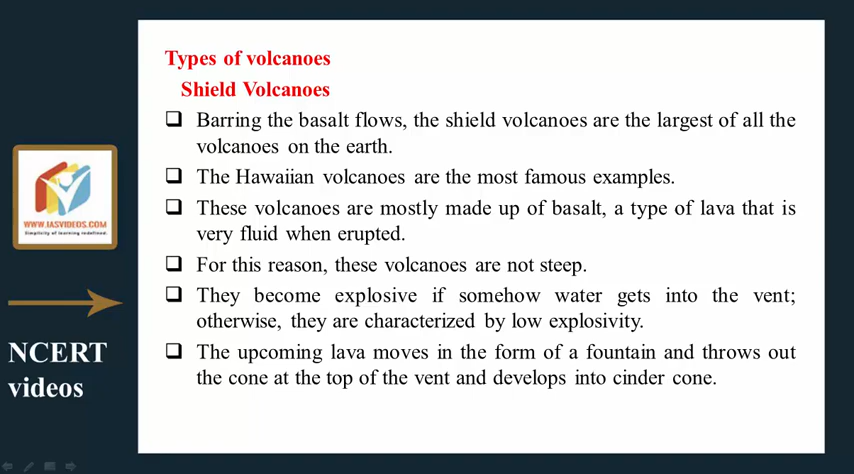 Types of volcanoes
Shield Volcanoes
Barring the basalt flows, the shield volcanoes are the largest of all the
volcanoes on the earth.
The Hawaiian volcanoes are the most famous examples.
These volcanoes are mostly made up of basalt, a type of lava that is
very fluid when erupted.
For this reason, these volcanoes are not steep.
They become explosive if somehow water gets into the vent;
otherwise, they are characterized by low explosivity.
The upcoming lava moves in the form of a fountain and throws out
the cone at the top of the vent and develops into cinder cone.
WWW.IASVIDEOS.COM
Simplicity of learning redefined.
NCERT
videos